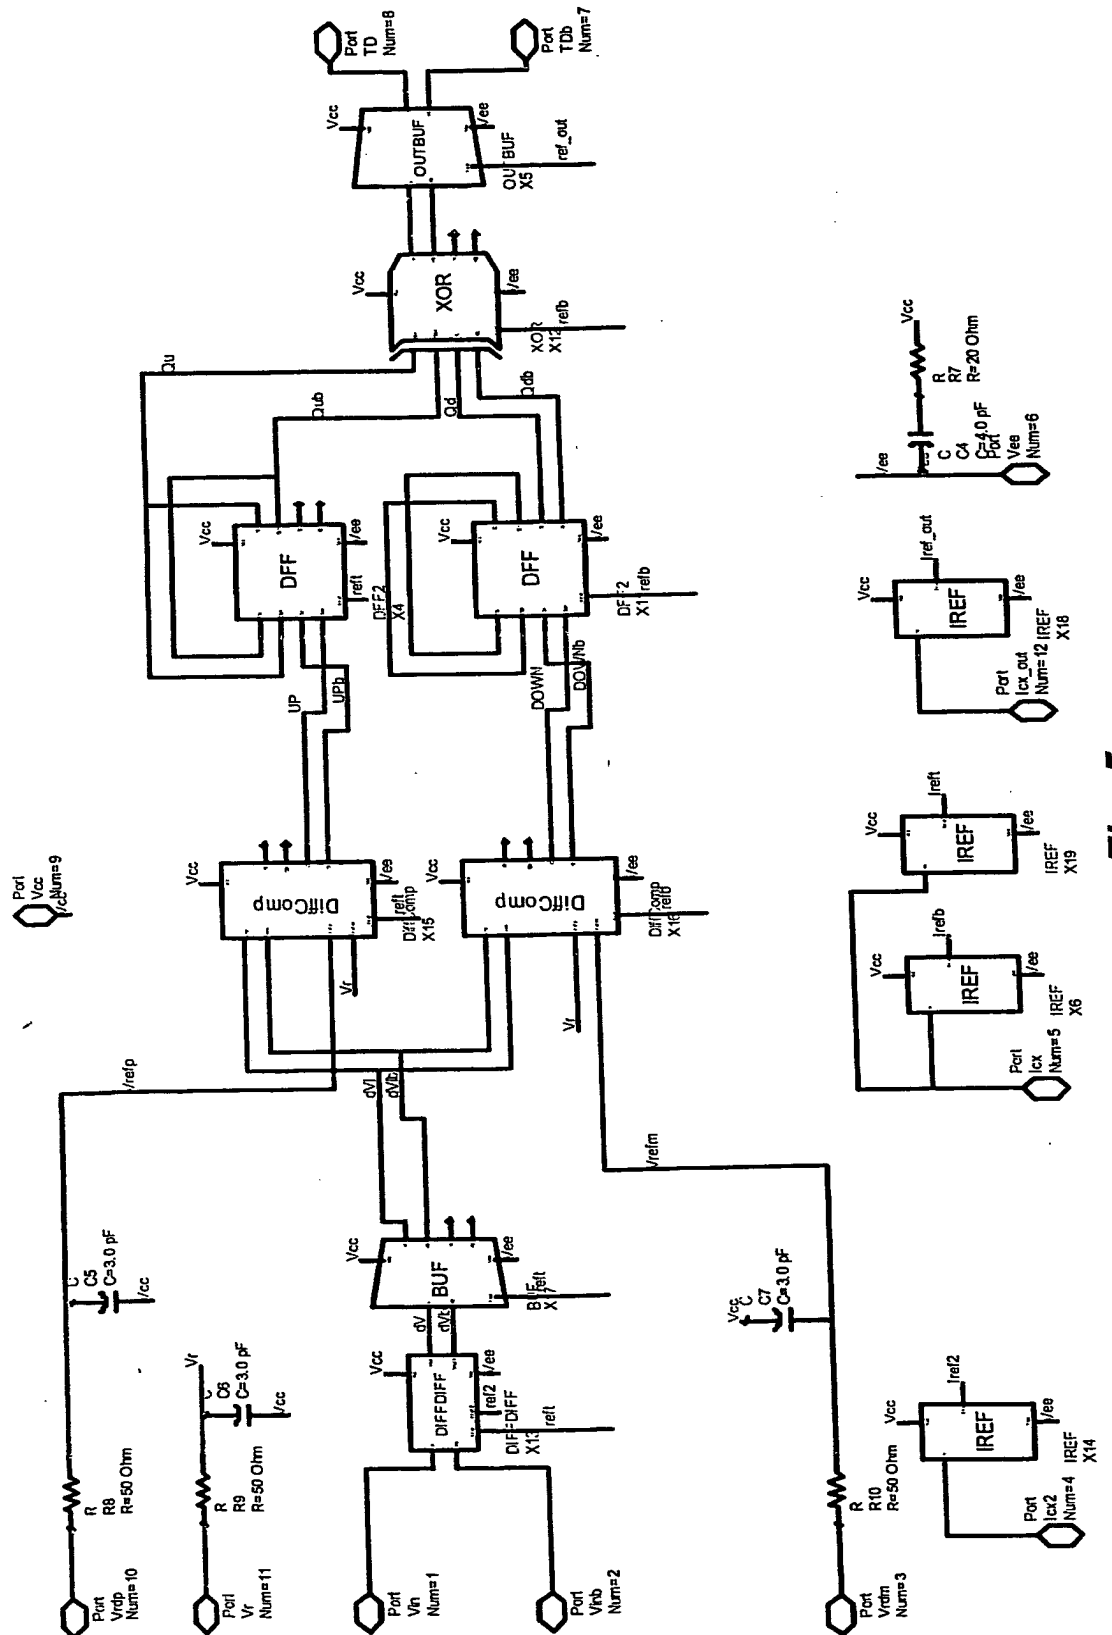 Port
Vrdp
Num=10
R
R8
R=50 Ohm
C
C5
C=3.0 pF
Vcc
Vrefp
Port
Vcc
Num=9
Vcc
Port
Vr
Num=11
R
R9
R=50 Ohm
Vr
C
C6
C=3.0 pF
Vcc
Port
Vin
Num=1
Port
Vinb
Num=2
Vcc
DIFFDIFF
Vee
ref2
reft
DIFFDIFF
X13
dV
dVb
Vcc
BUF
Vee
reft
BUF
dVI
dVIb
Vcc
DiffComp
Vee
reft
DiffComp
X15
Vr
Vcc
DiffComp
Vee
refb
DiffComp
X16
Vr
Vrefm
UP
UPb
DOWN
DOWNb
Vcc
DFF
Vee
reft
DFF2
X4
Vcc
DFF
Vee
refb
DFF2
X1
Qu
Qub
Qd
Qdb
Vcc
XOR
Vee
refb
XOR
X12
Vcc
OUTBUF
Vee
ref_out
OUTBUF
X5
Port
TD
Num=8
Port
TDb
Num=7
Port
Vrdm
Num=3
R
R10
R=50 Ohm
Vcc
C
C7
C=3.0 pF
Port
Icx2
Num=4
Vcc
IREF
Iref2
Vee
IREF
X14
Port
Icx
Num=5
Vcc
IREF
Irefb
Vee
IREF
X6
Vcc
IREF
Ireft
Vee
IREF
X19
Port
Icx_out
Num=12
Vcc
IREF
Iref_out
Vee
IREF
X18
Vee
C
C4
C=4.0 pF
Vcc
R
R7
R=20 Ohm
Port
Vee
Num=6